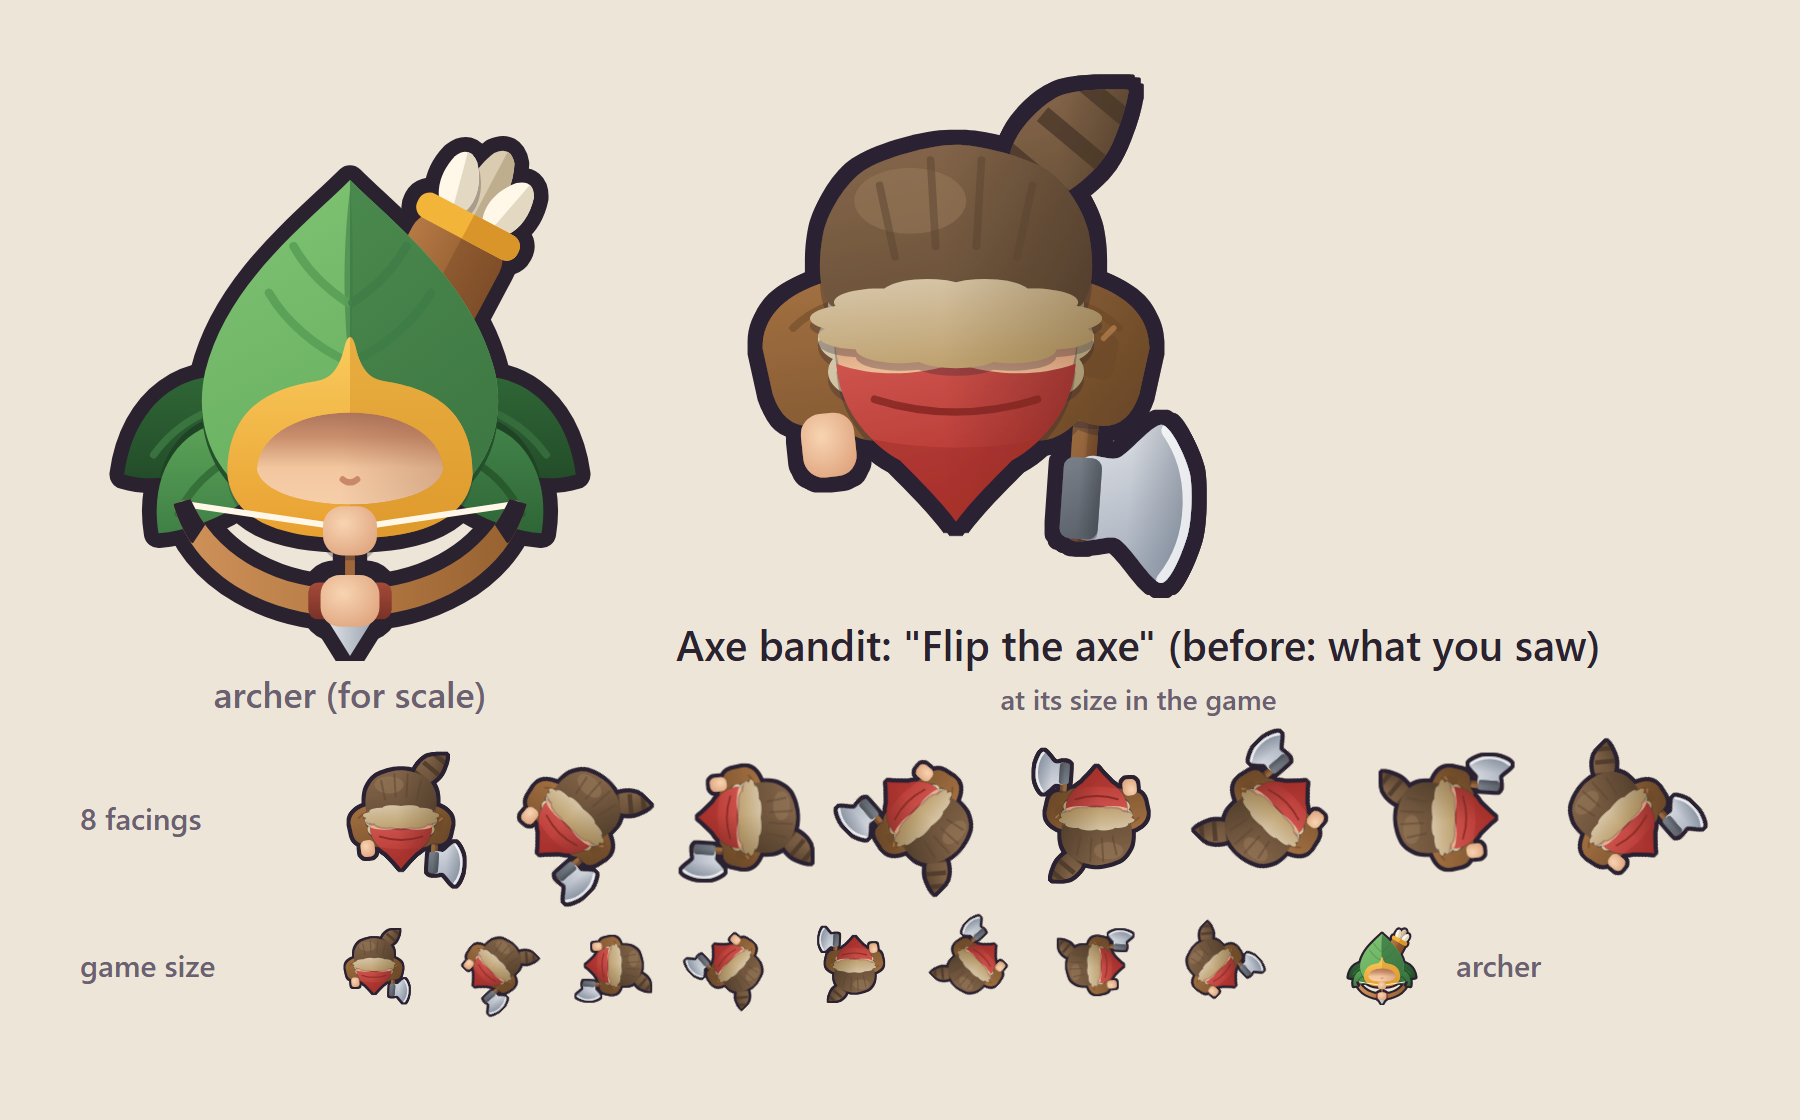 Axe bandit: "Flip the axe" (before: what you saw)
archer (for scale)
at its size in the game
8 facings
game size
archer